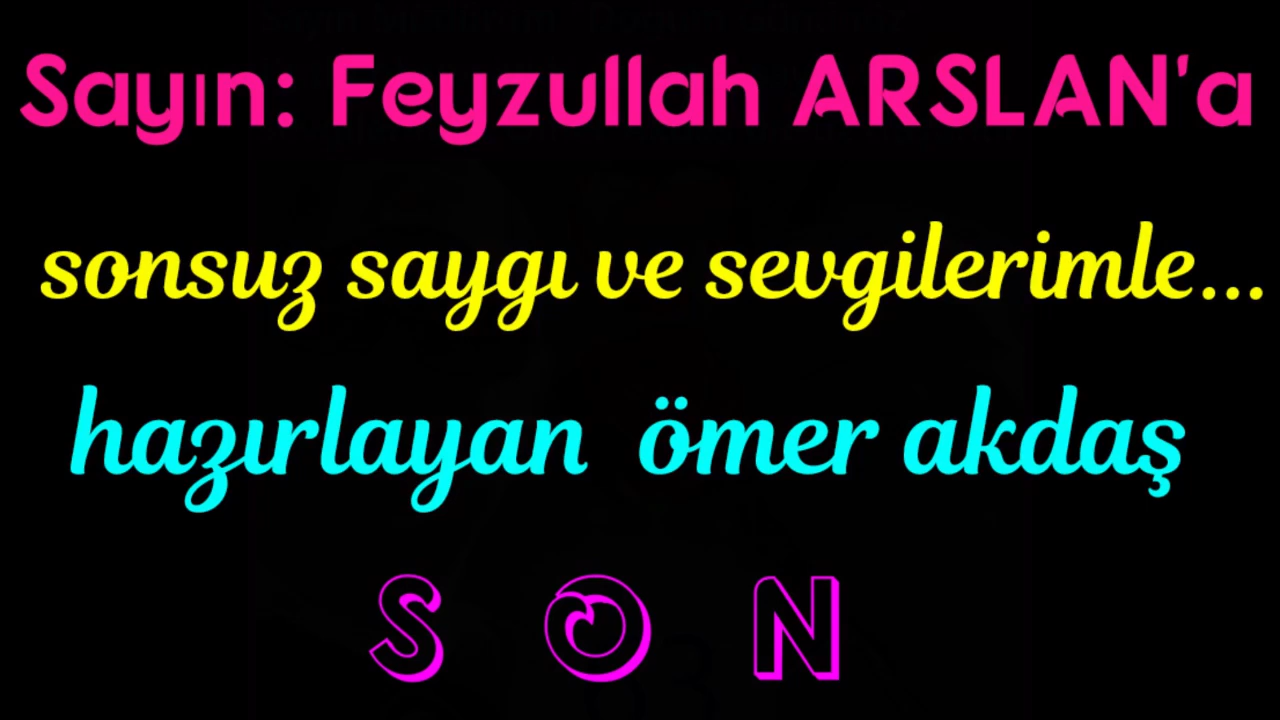 Sayın: Feyzullah ARSLAN'a
sonsuz saygı ve sevgilerimle...
hazırlayan ömer akdaş
S O N